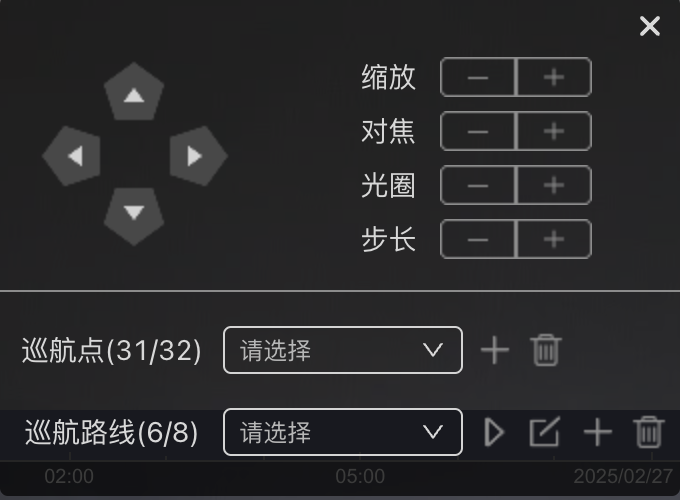 缩放
对焦
光圈
步长
巡航点(31/32) 请选择
巡航路线(6/8) 请选择
02:00 05:00 2025/02/27